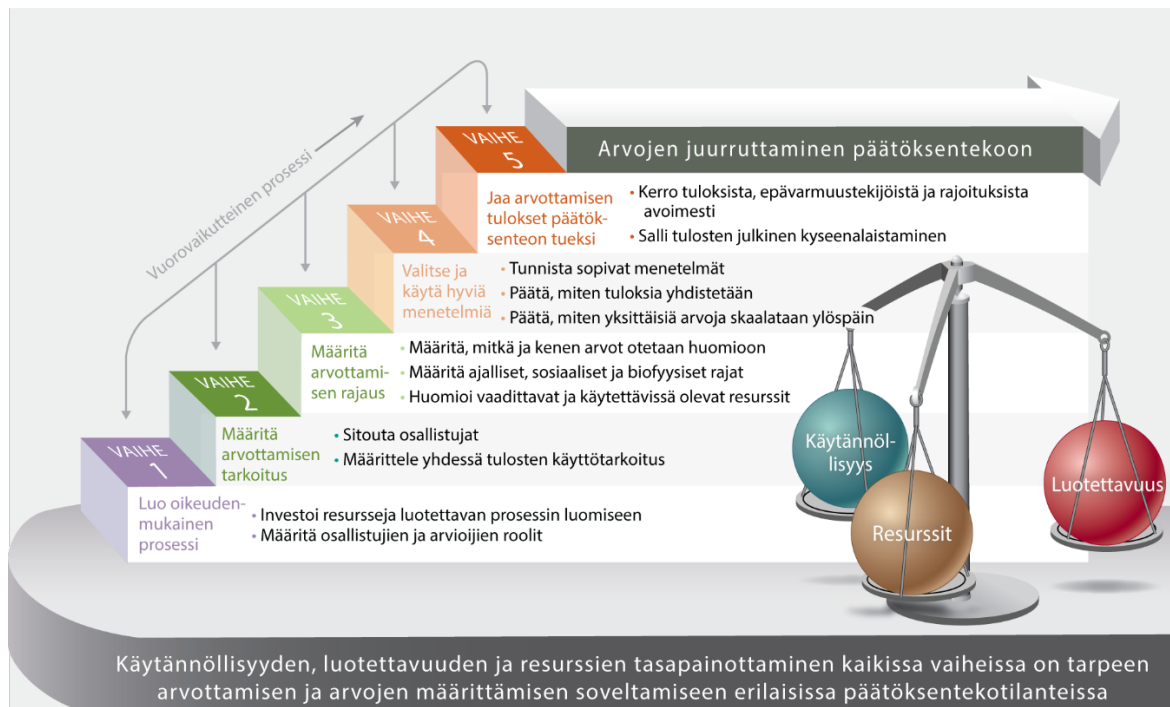 Vuorovaikutteinen prosessi
VAIHE
5
Arvojen juurruttaminen päätöksentekoon
Jaa arvottamisen
tulokset päätök-
senteon tueksi
• Kerro tuloksista, epävarmuustekijöistä ja rajoituksista
avoimesti
• Salli tulosten julkinen kyseenalaistaminen
VAIHE
4
Valitse ja
käytä hyviä
menetelmiä
• Tunnista sopivat menetelmät
• Päätä, miten tuloksia yhdistetään
• Päätä, miten yksittäisiä arvoja skaalataan ylöspäin
VAIHE
3
Määritä
arvottami-
sen rajaus
• Määritä, mitkä ja kenen arvot otetaan huomioon
• Määritä ajalliset, sosiaaliset ja biofyysiset rajat
• Huomioi vaadittavat ja käytettävissä olevat resurssit
VAIHE
2
Määritä
arvottamisen
tarkoitus
• Sitouta osallistujat
• Määrittele yhdessä tulosten käyttötarkoitus
VAIHE
1
Luo oikeuden-
mukainen
prosessi
• Investoi resursseja luotettavan prosessin luomiseen
• Määritä osallistujien ja arvioijien roolit
Käytännöl-
lisyys
Resurssit
Luotettavuus
Käytännöllisyyden, luotettavuuden ja resurssien tasapainottaminen kaikissa vaiheissa on tarpeen
arvottamisen ja arvojen määrittämisen soveltamiseen erilaisissa päätöksentekotilanteissa